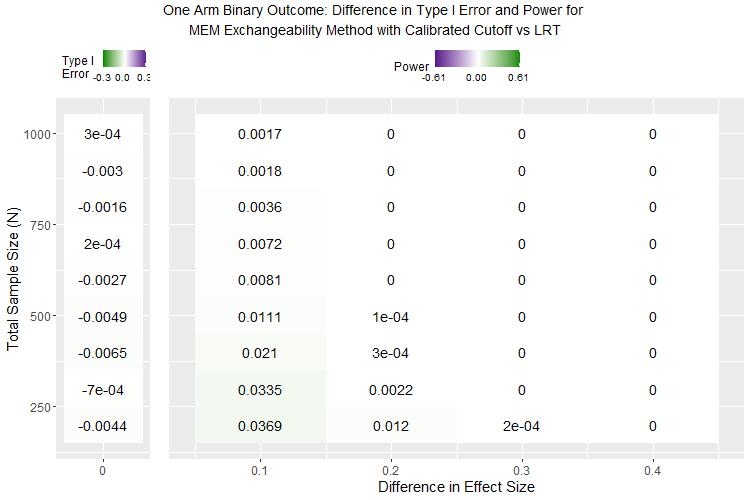 One Arm Binary Outcome: Difference in Type I Error and Power for
MEM Exchangeability Method with Calibrated Cutoff vs LRT
Type I
Error
-0.3 0.0 0.3
Power
-0.61 0.00 0.61
Total Sample Size (N)
1000 3e-04 0.0017 0 0 0
-0.003 0.0018 0 0 0
-0.0016 0.0036 0 0 0
750
2e-04 0.0072 0 0 0
-0.0027 0.0081 0 0 0
500 -0.0049 0.0111 1e-04 0 0
-0.0065 0.021 3e-04 0 0
-7e-04 0.0335 0.0022 0 0
250
-0.0044 0.0369 0.012 2e-04 0
0 0.1 0.2 0.3 0.4
Difference in Effect Size